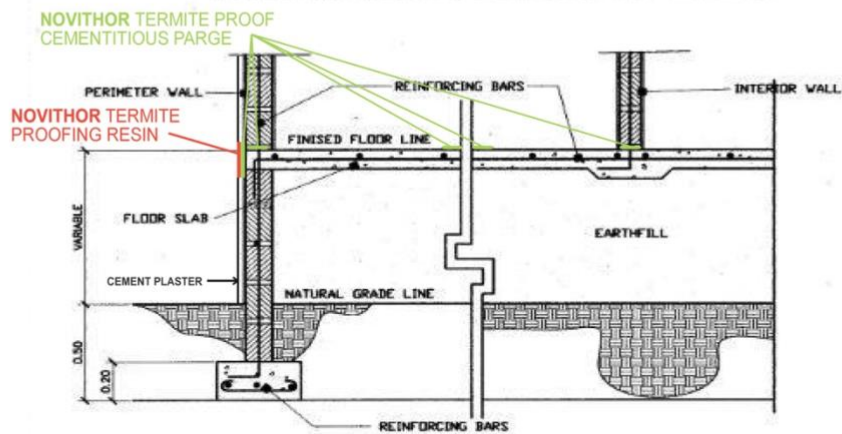 NOVITHOR TERMITE PROOF
CEMENTITIOUS PARGE
PERIMETER WALL
REINFORCING BARS
INTERIOR WALL
NOVITHOR TERMITE
PROOFING RESIN
FINISED FLOOR LINE
VARIABLE
FLOOR SLAB
EARTHFILL
CEMENT PLASTER
NATURAL GRADE LINE
0.50
0.20
REINFORCING BARS